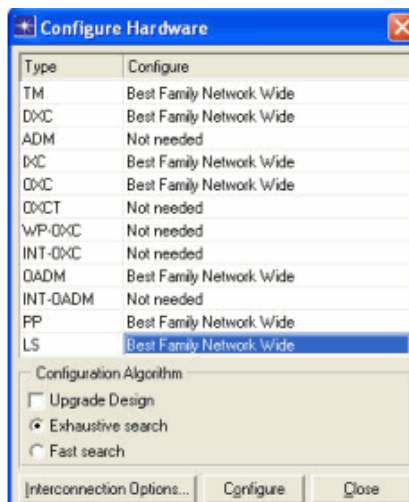 Configure Hardware
Type Configure
TM Best Family Network Wide
DXC Best Family Network Wide
ADM Not needed
IXC Best Family Network Wide
OXC Best Family Network Wide
OXCT Not needed
WP-OXC Not needed
INT-OXC Not needed
OADM Best Family Network Wide
INT-OADM Not needed
PP Best Family Network Wide
LS Best Family Network Wide
Configuration Algorithm
Upgrade Design
Exhaustive search
Fast search
Interconnection Options... Configure Close